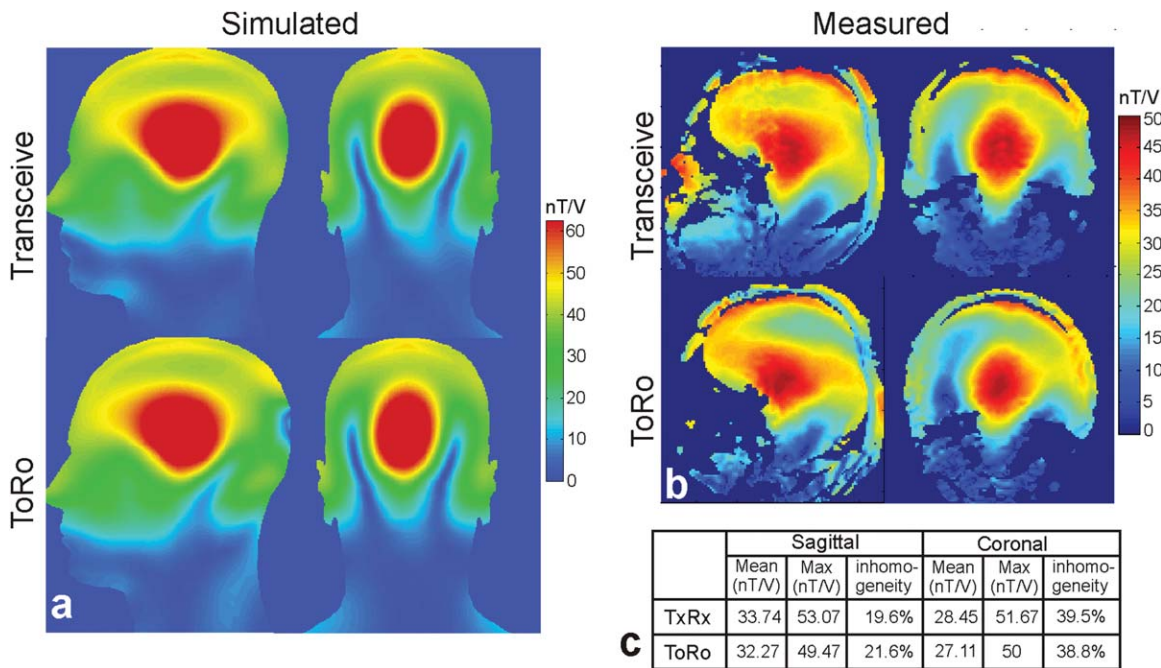 Simulated
Measured
Transceive
ToRo
a
nT/V
60
50
40
30
20
10
0
Transceive
ToRo
b
nT/V
50
45
40
35
30
25
20
15
10
5
0
c
Sagittal Coronal
Mean (nT/V) Max (nT/V) inhomo-geneity Mean (nT/V) Max (nT/V) inhomo-geneity
TxRx 33.74 53.07 19.6% 28.45 51.67 39.5%
ToRo 32.27 49.47 21.6% 27.11 50 38.8%